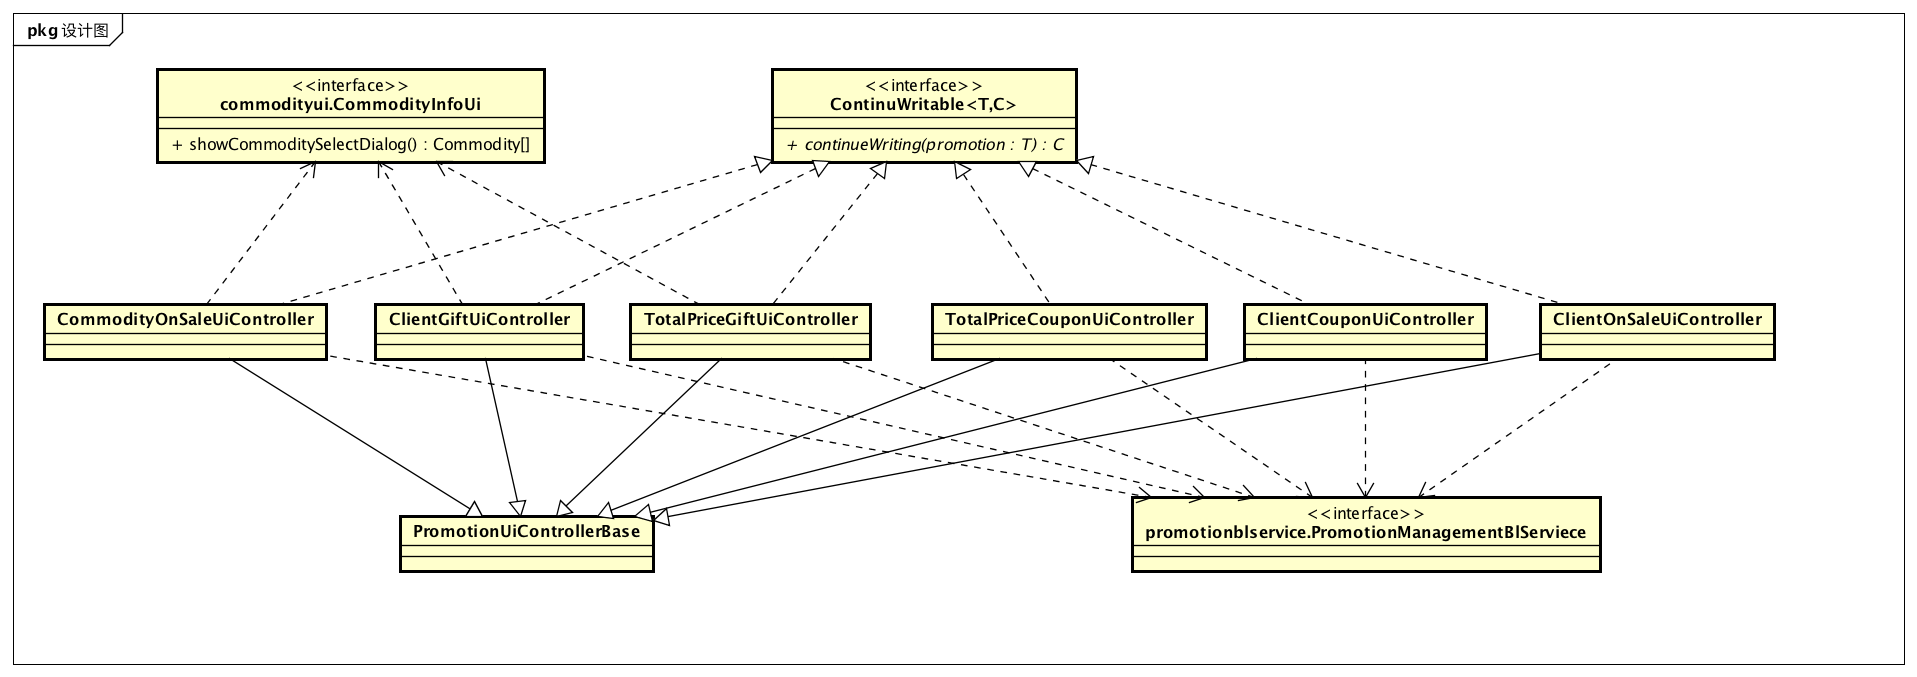 pkg 设计图
<<interface>>
commodityui.CommodityInfoUi
+ showCommoditySelectDialog() : Commodity[]
<<interface>>
ContinuWritable<T,C>
+ continueWriting(promotion : T) : C
CommodityOnSaleUiController
ClientGiftUiController
TotalPriceGiftUiController
TotalPriceCouponUiController
ClientCouponUiController
ClientOnSaleUiController
PromotionUiControllerBase
<<interface>>
promotionblservice.PromotionManagementBlServiece